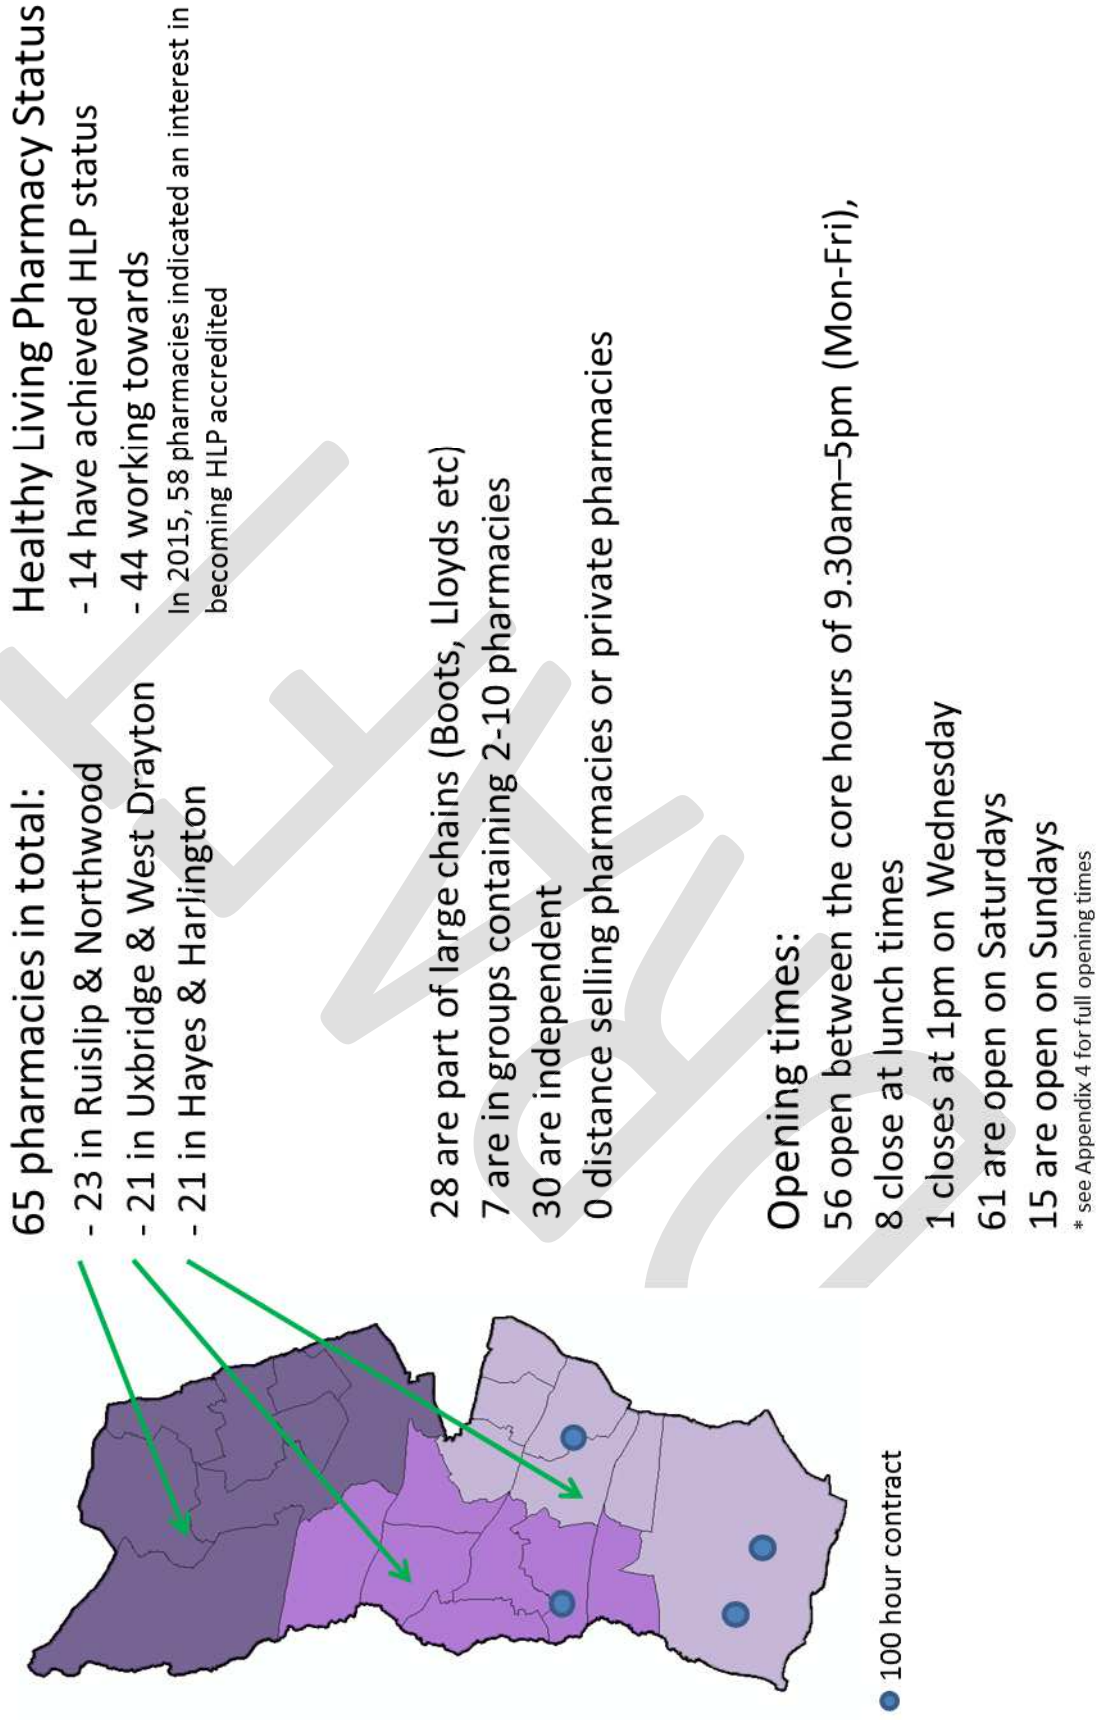 65 pharmacies in total:
- 23 in Ruislip & Northwood
- 21 in Uxbridge & West Drayton
- 21 in Hayes & Harlington
Healthy Living Pharmacy Status
- 14 have achieved HLP status
- 44 working towards
In 2015, 58 pharmacies indicated an interest in
becoming HLP accredited
28 are part of large chains (Boots, Lloyds etc)
7 are in groups containing 2-10 pharmacies
30 are independent
0 distance selling pharmacies or private pharmacies
Opening times:
56 open between the core hours of 9.30am–5pm (Mon-Fri),
8 close at lunch times
1 closes at 1pm on Wednesday
61 are open on Saturdays
15 are open on Sundays
* see Appendix 4 for full opening times
100 hour contract
DRAFT